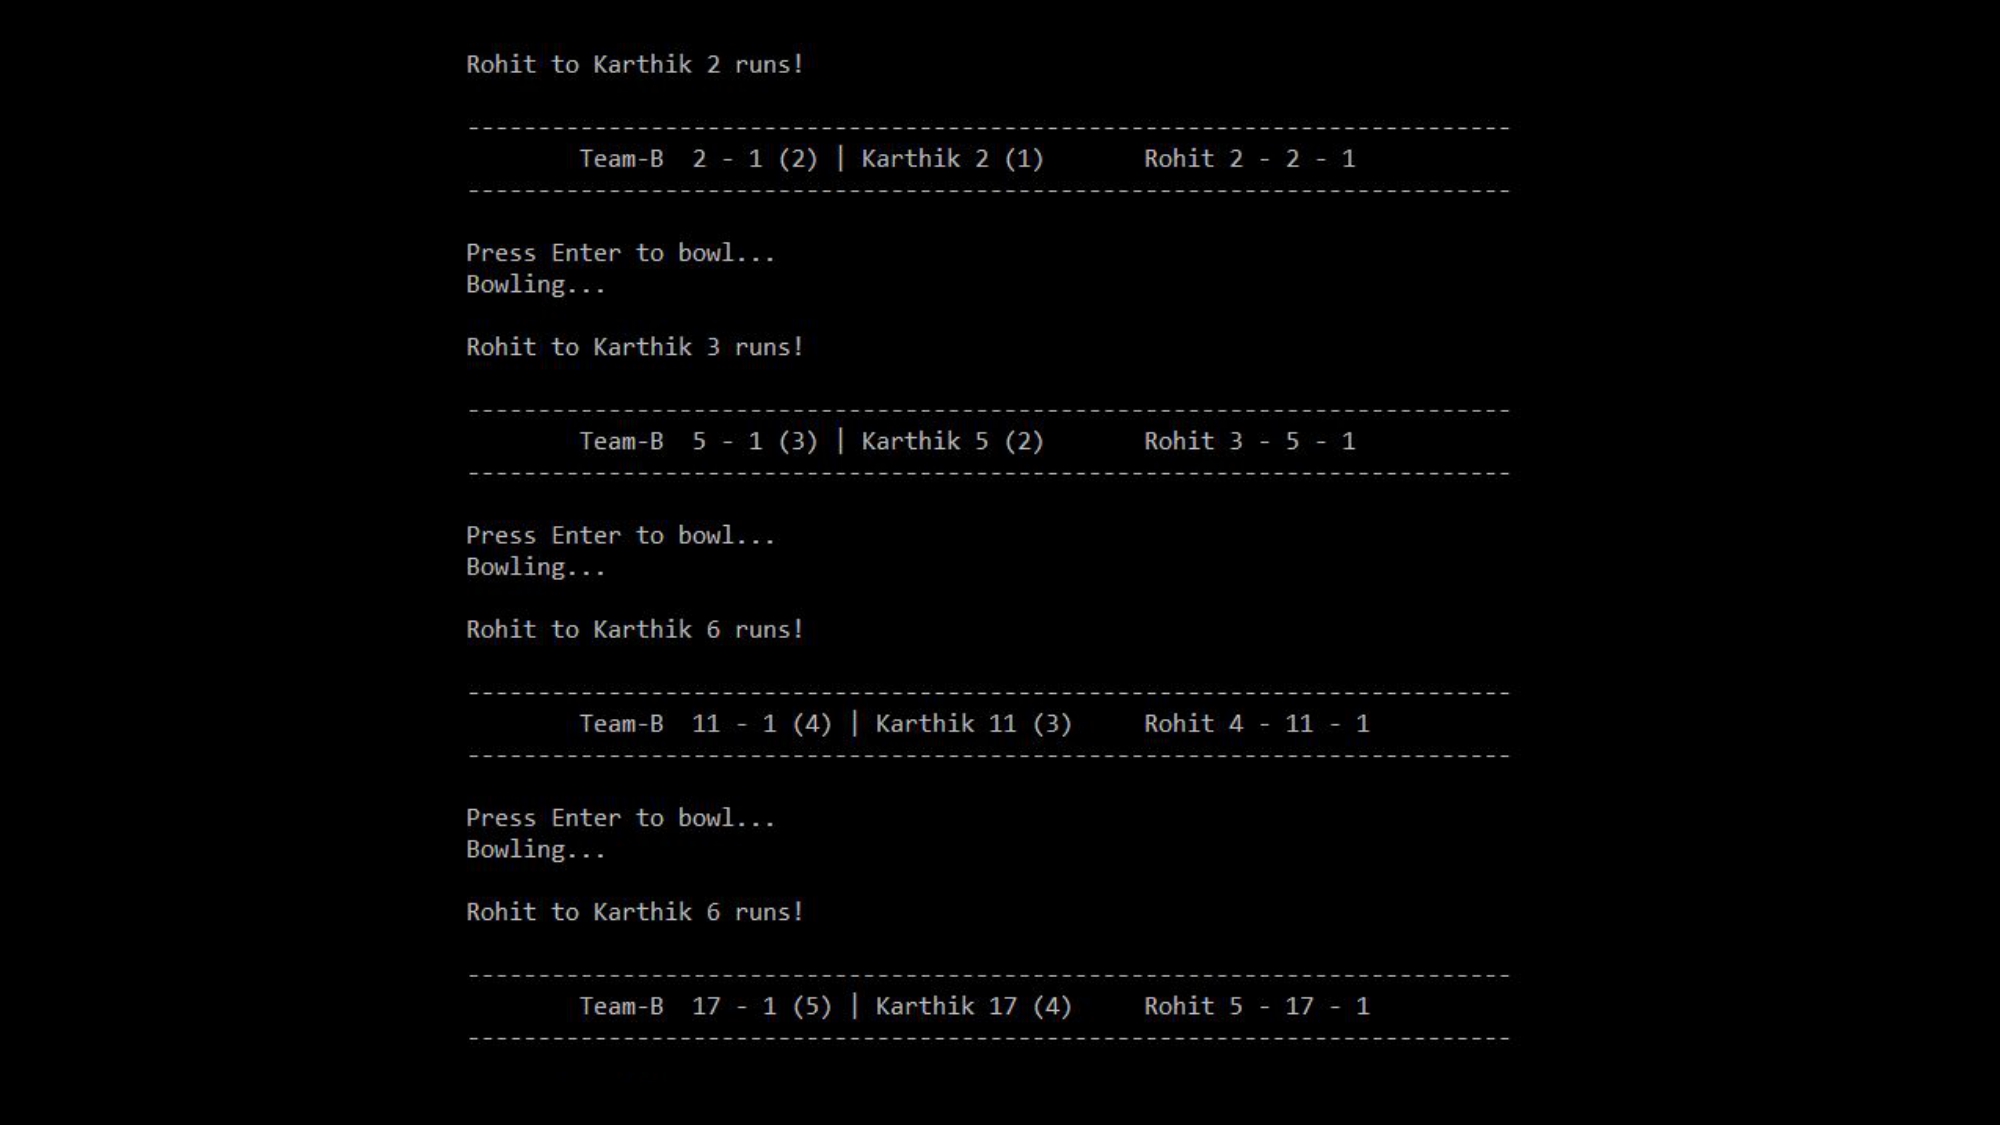 Rohit to Karthik 2 runs!
--------------------------------------------------------------------------
Team-B  2 - 1 (2) | Karthik 2 (1)       Rohit 2 - 2 - 1
--------------------------------------------------------------------------
Press Enter to bowl...
Bowling...
Rohit to Karthik 3 runs!
--------------------------------------------------------------------------
Team-B  5 - 1 (3) | Karthik 5 (2)       Rohit 3 - 5 - 1
--------------------------------------------------------------------------
Press Enter to bowl...
Bowling...
Rohit to Karthik 6 runs!
--------------------------------------------------------------------------
Team-B  11 - 1 (4) | Karthik 11 (3)     Rohit 4 - 11 - 1
--------------------------------------------------------------------------
Press Enter to bowl...
Bowling...
Rohit to Karthik 6 runs!
--------------------------------------------------------------------------
Team-B  17 - 1 (5) | Karthik 17 (4)     Rohit 5 - 17 - 1
--------------------------------------------------------------------------